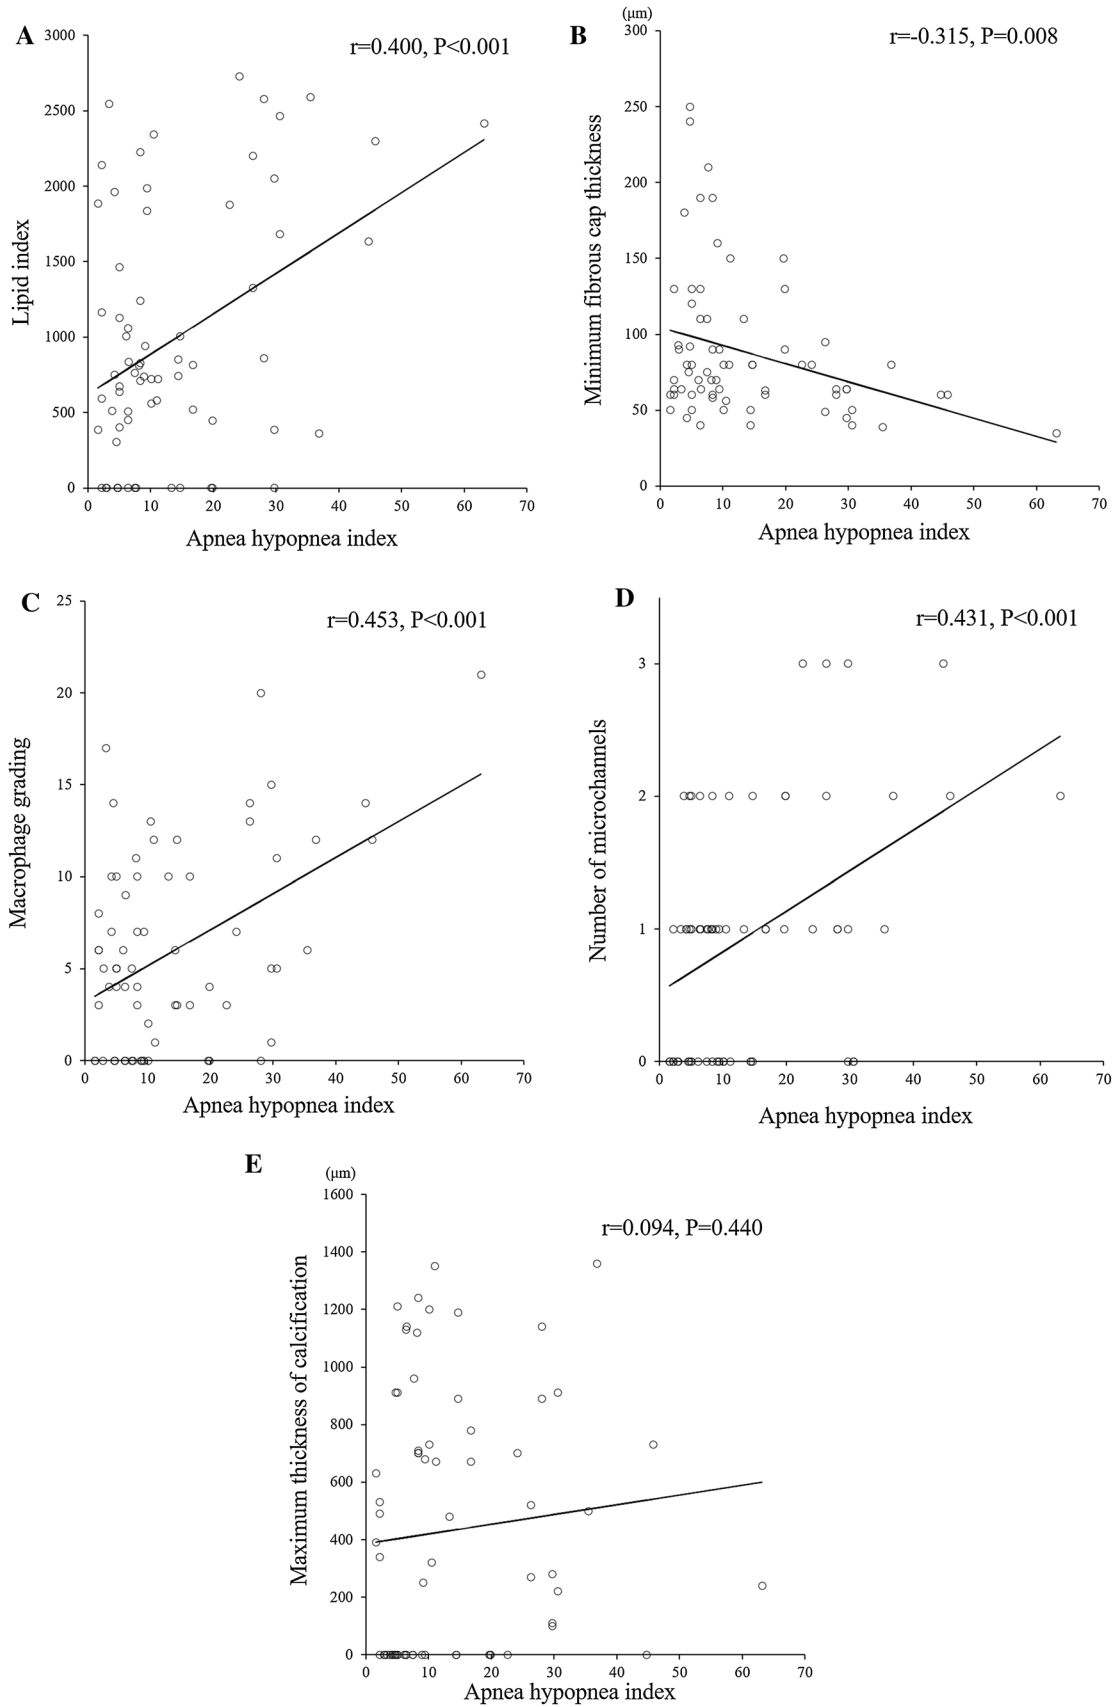 A
r=0.400, P<0.001
3000
2500
2000
1500
1000
500
0
Lipid index
0 10 20 30 40 50 60 70
Apnea hypopnea index
B
(μm)
r=-0.315, P=0.008
300
250
200
150
100
50
0
Minimum fibrous cap thickness
0 10 20 30 40 50 60 70
Apnea hypopnea index
C
r=0.453, P<0.001
25
20
15
10
5
0
Macrophage grading
0 10 20 30 40 50 60 70
Apnea hypopnea index
D
r=0.431, P<0.001
3
2
1
0
Number of microchannels
0 10 20 30 40 50 60 70
Apnea hypopnea index
E
(μm)
r=0.094, P=0.440
1600
1400
1200
1000
800
600
400
200
0
Maximum thickness of calcification
0 10 20 30 40 50 60 70
Apnea hypopnea index